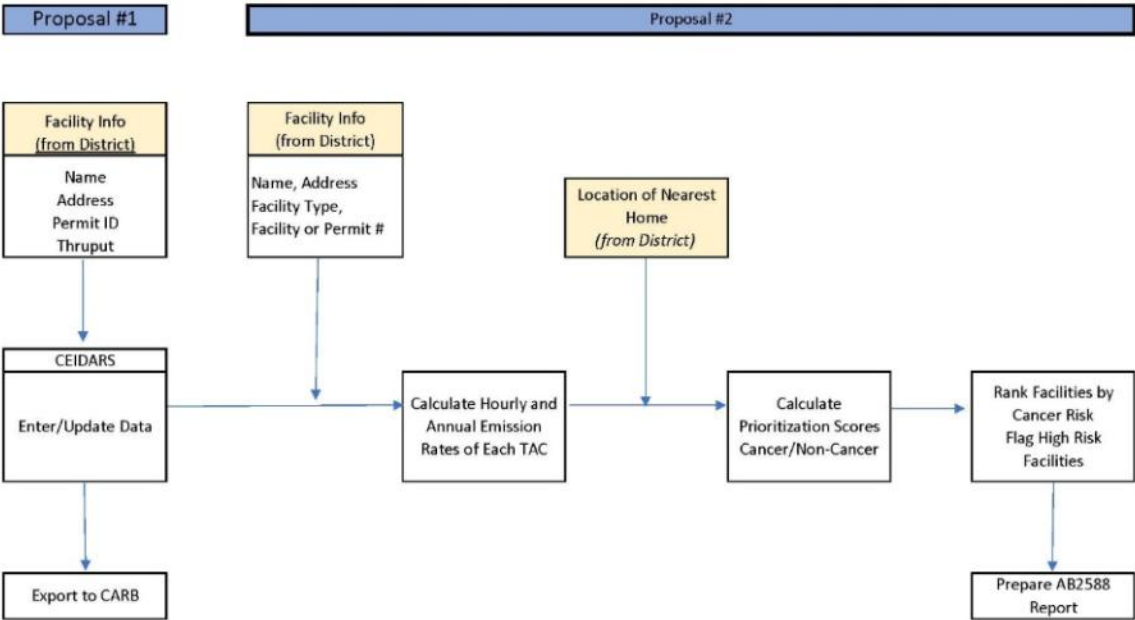 Proposal #1
Proposal #2
Facility Info
(from District)
Name
Address
Permit ID
Thruput
Facility Info
(from District)
Name, Address
Facility Type,
Facility or Permit #
Location of Nearest
Home
(from District)
CEIDARS
Enter/Update Data
Calculate Hourly and
Annual Emission
Rates of Each TAC
Calculate
Prioritization Scores
Cancer/Non-Cancer
Rank Facilities by
Cancer Risk
Flag High Risk
Facilities
Export to CARB
Prepare AB2588
Report